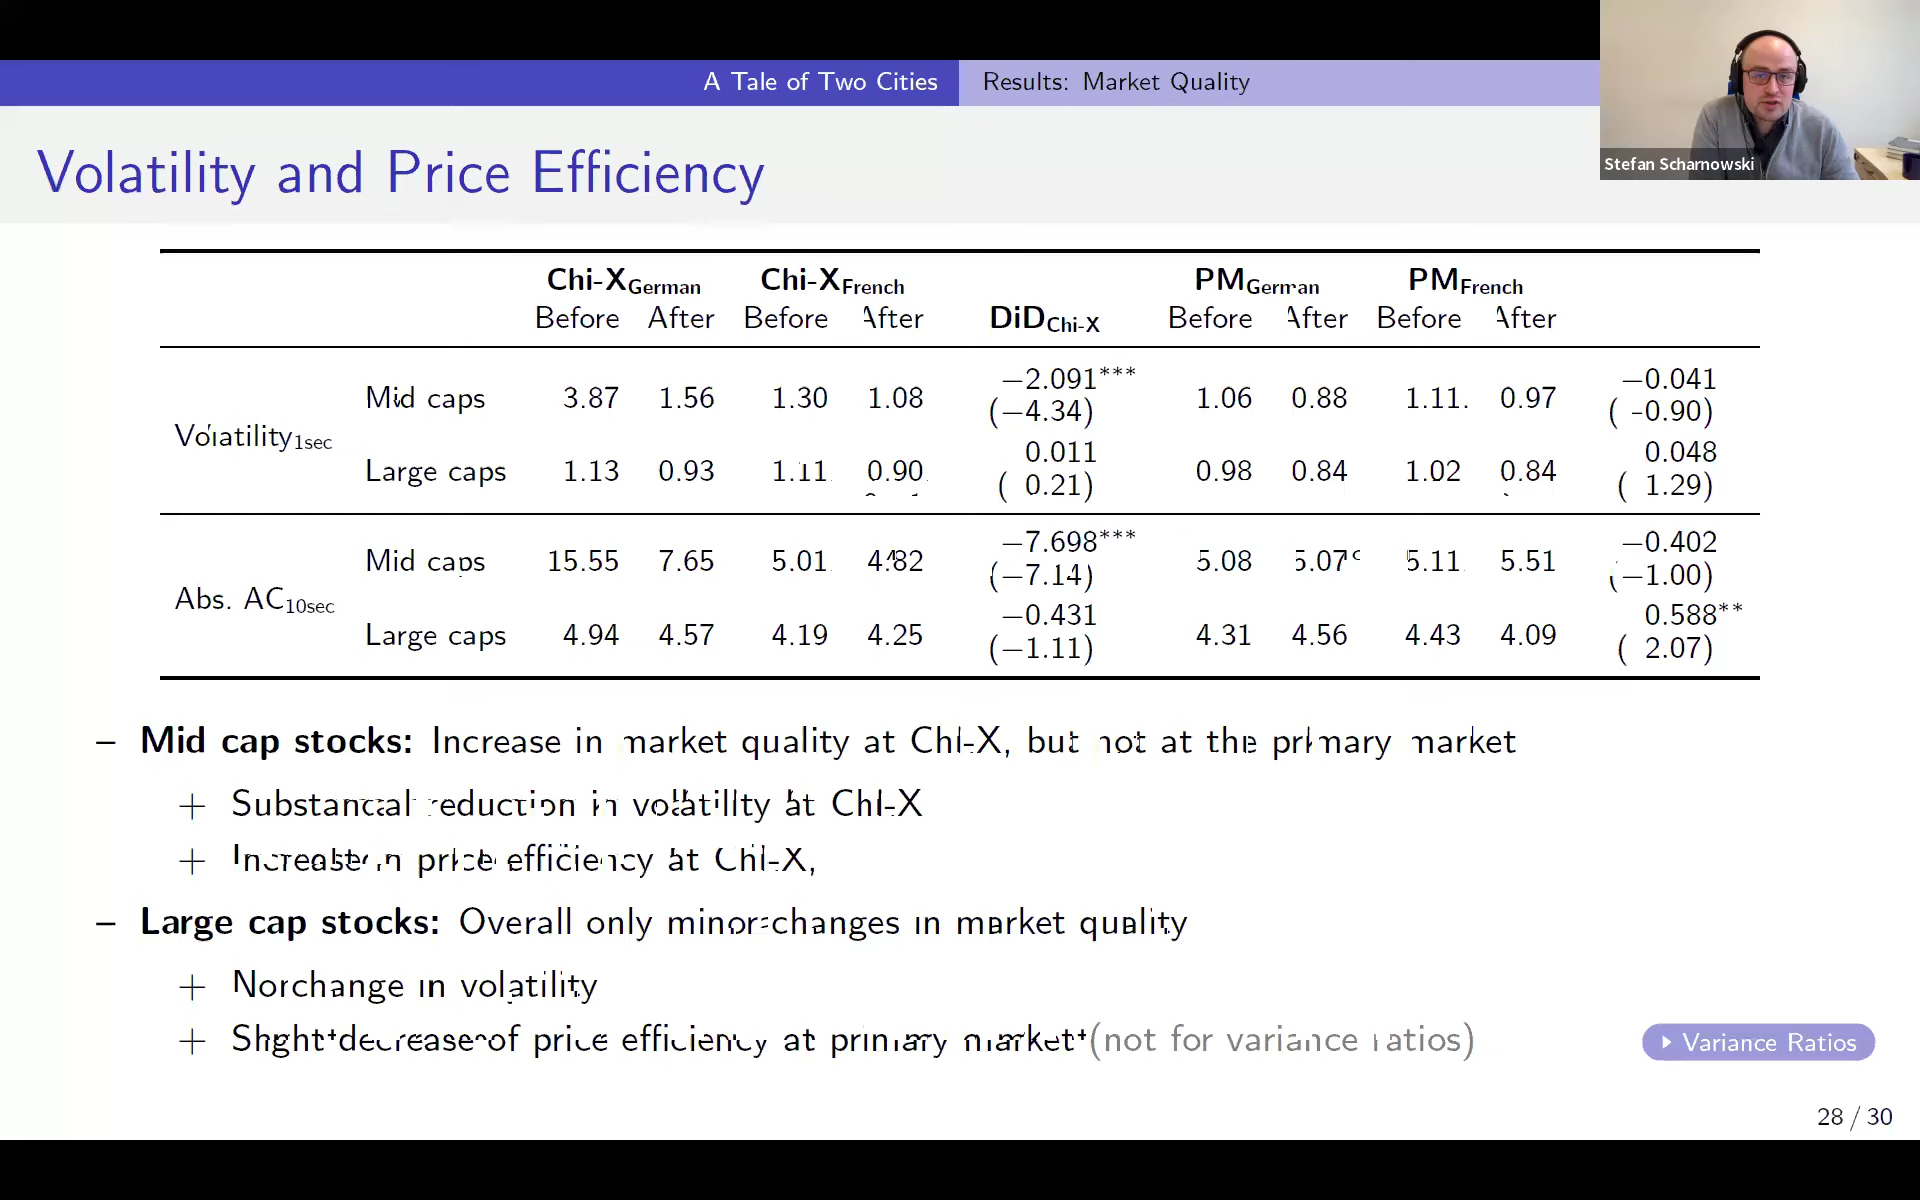 A Tale of Two Cities Results: Market Quality
Stefan Scharnowski
Volatility and Price Efficiency
Chi-XGerman Chi-XFrench PMGerman PMFrench
Before After Before After DiDChi-X Before After Before After
−2.091***
Mid caps 3.87 1.56 1.30 1.08 (−4.34) 1.06 0.88 1.11 0.97
−0.041
(−0.90)
Volatility1sec
Large caps 1.13 0.93 1.11 0.90 0.011 0.98 0.84 1.02 0.84 0.048
( 0.21) ( 1.29)
−7.698*** −0.402
Mid caps 15.55 7.65 5.01 4.82 (−7.14) 5.08 5.07 5.11 5.51 (−1.00)
Abs. AC10sec
−0.431 0.588**
Large caps 4.94 4.57 4.19 4.25 (−1.11) 4.31 4.56 4.43 4.09 ( 2.07)
– Mid cap stocks: Increase in market quality at Chi-X, but not at the primary market
+ Substantial reduction in volatility at Chi-X
+ Increase in price efficiency at Chi-X,
– Large cap stocks: Overall only minor changes in market quality
+ No change in volatility
+ Slight decrease of price efficiency at primary market (not for variance ratios)
Variance Ratios
28 / 30